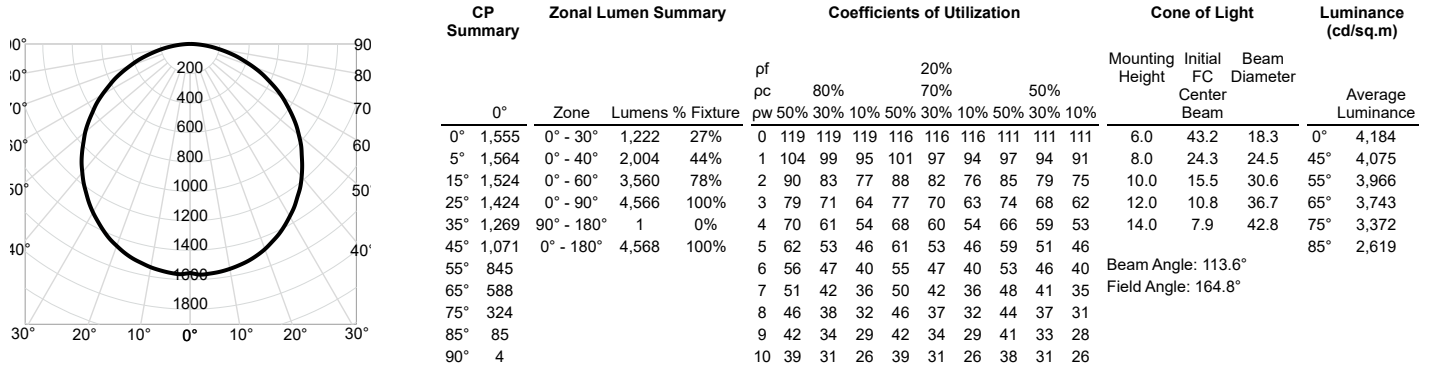 CP Summary Zonal Lumen Summary Coefficients of Utilization Cone of Light Luminance (cd/sq.m)
00° 90
80° 80
70° 70
60° 60
50° 50°
40° 40°
30° 20° 10° 0° 10° 20° 30°
200
400
600
800
1000
1200
1400
1600
1800
0°
0° 1,555
5° 1,564
15° 1,524
25° 1,424
35° 1,269
45° 1,071
55° 845
65° 588
75° 324
85° 85
90° 4
Zone Lumens % Fixture
0° - 30° 1,222 27%
0° - 40° 2,004 44%
0° - 60° 3,560 78%
0° - 90° 4,566 100%
90° - 180° 1 0%
0° - 180° 4,568 100%
ρf 20%
ρc 80% 70% 50%
ρw 50% 30% 10% 50% 30% 10% 50% 30% 10%
0 119 119 119 116 116 116 111 111 111
1 104 99 95 101 97 94 97 94 91
2 90 83 77 88 82 76 85 79 75
3 79 71 64 77 70 63 74 68 62
4 70 61 54 68 60 54 66 59 53
5 62 53 46 61 53 46 59 51 46
6 56 47 40 55 47 40 53 46 40
7 51 42 36 50 42 36 48 41 35
8 46 38 32 46 37 32 44 37 31
9 42 34 29 42 34 29 41 33 28
10 39 31 26 39 31 26 38 31 26
Mounting Height Initial FC Center Beam Beam Diameter
6.0 43.2 18.3
8.0 24.3 24.5
10.0 15.5 30.6
12.0 10.8 36.7
14.0 7.9 42.8
Beam Angle: 113.6°
Field Angle: 164.8°
Average Luminance
0° 4,184
45° 4,075
55° 3,966
65° 3,743
75° 3,372
85° 2,619